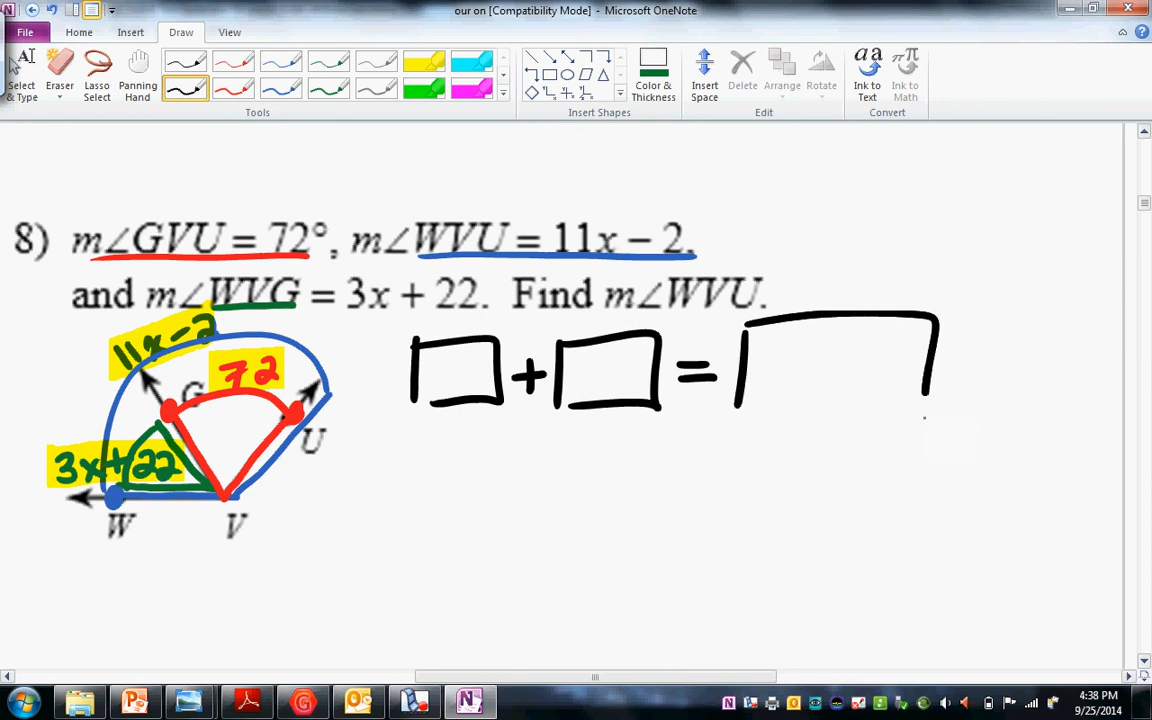 our on [Compatibility Mode] - Microsoft OneNote
File Home Insert Draw View
Select & Type Eraser Lasso Select Panning Hand Color & Thickness Insert Space Delete Arrange Rotate Ink to Text Ink to Math
Tools Insert Shapes Edit Convert
8) m∠GVU = 72°, m∠WVU = 11x − 2,
and m∠WVG = 3x + 22. Find m∠WVU.
11x−2
72
G
□ + □ =
U
3x+22
W V
4:38 PM
9/25/2014